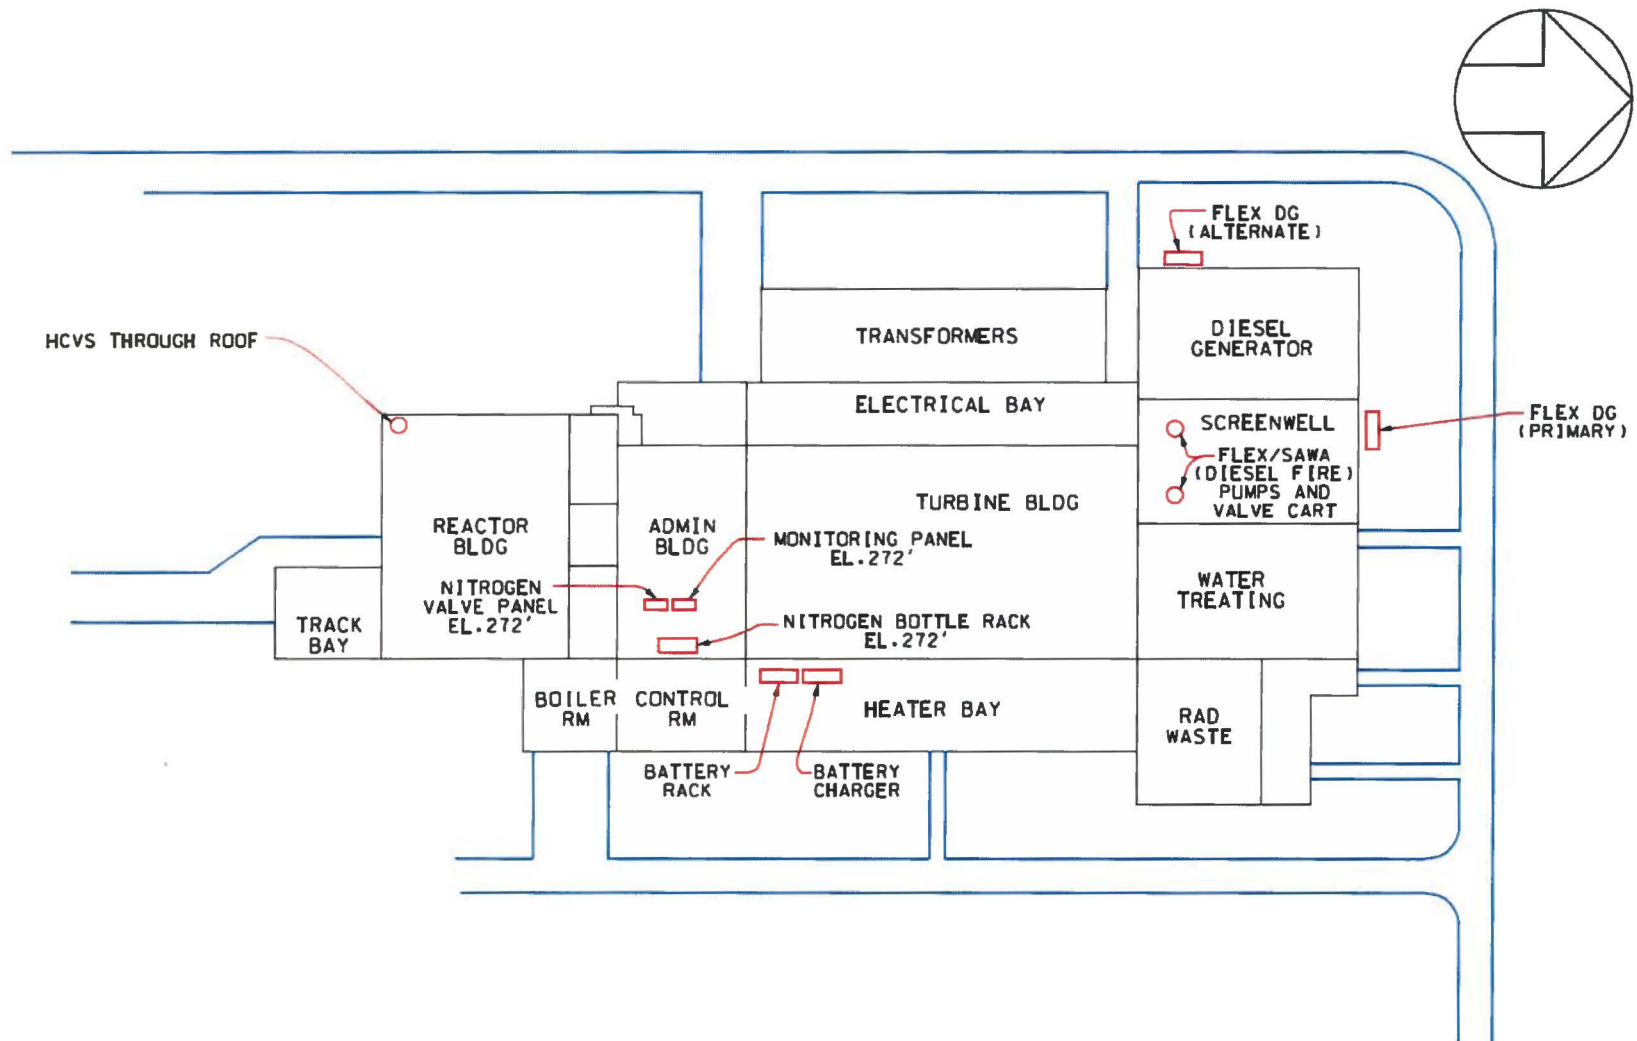 FLEX DG
(ALTERNATE)
HCVS THROUGH ROOF
TRANSFORMERS
DIESEL
GENERATOR
ELECTRICAL BAY
SCREENWELL
FLEX DG
(PRIMARY)
FLEX/SAWA
(DIESEL FIRE)
PUMPS AND
VALVE CART
TURBINE BLDG
REACTOR
BLDG
ADMIN
BLDG
MONITORING PANEL
EL.272'
NITROGEN
VALVE PANEL
EL.272'
WATER
TREATING
TRACK
BAY
NITROGEN BOTTLE RACK
EL.272'
BOILER
RM
CONTROL
RM
HEATER BAY
RAD
WASTE
BATTERY
RACK
BATTERY
CHARGER